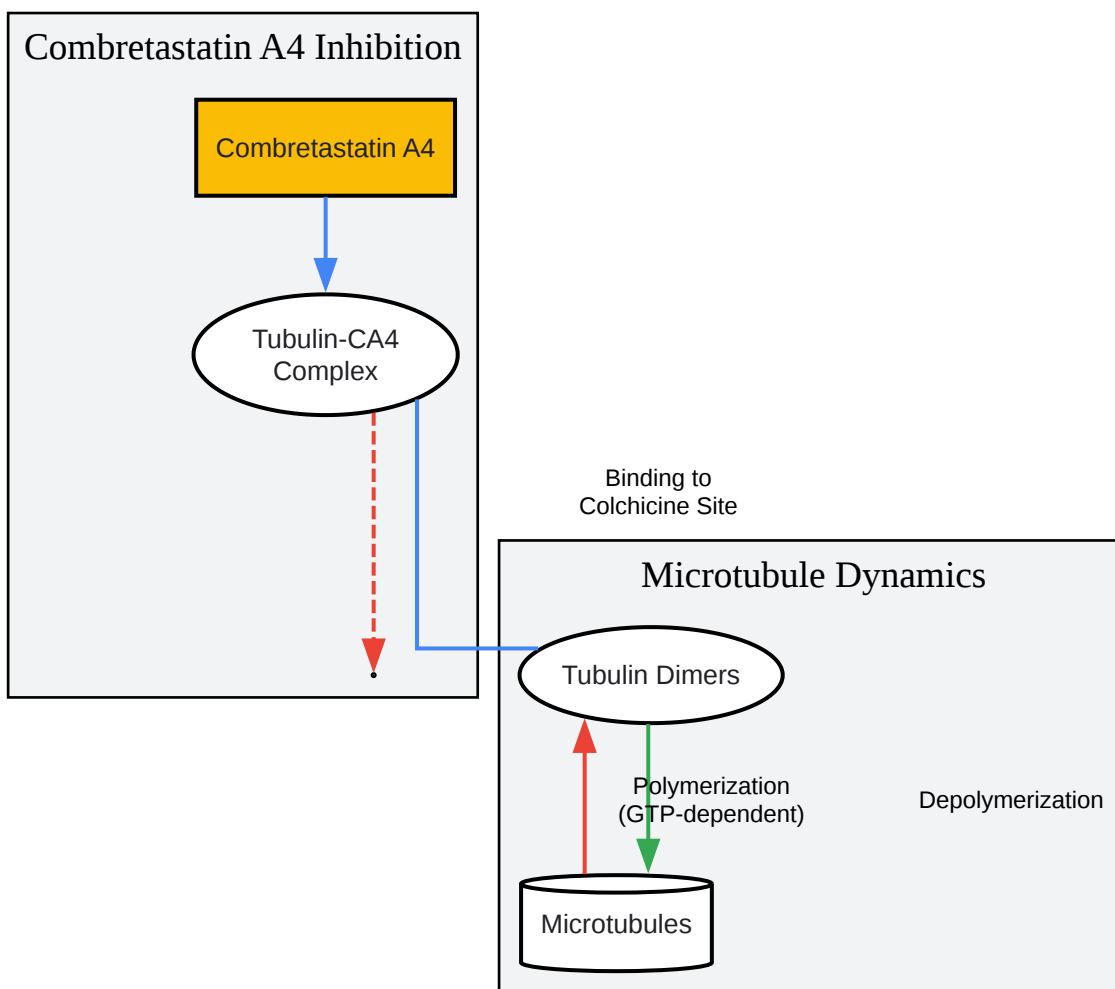 Combretastatin A4 Inhibition
Combretastatin A4
Tubulin-CA4
Complex
Binding to
Colchicine Site
Microtubule Dynamics
Tubulin Dimers
Polymerization
(GTP-dependent)
Depolymerization
Microtubules